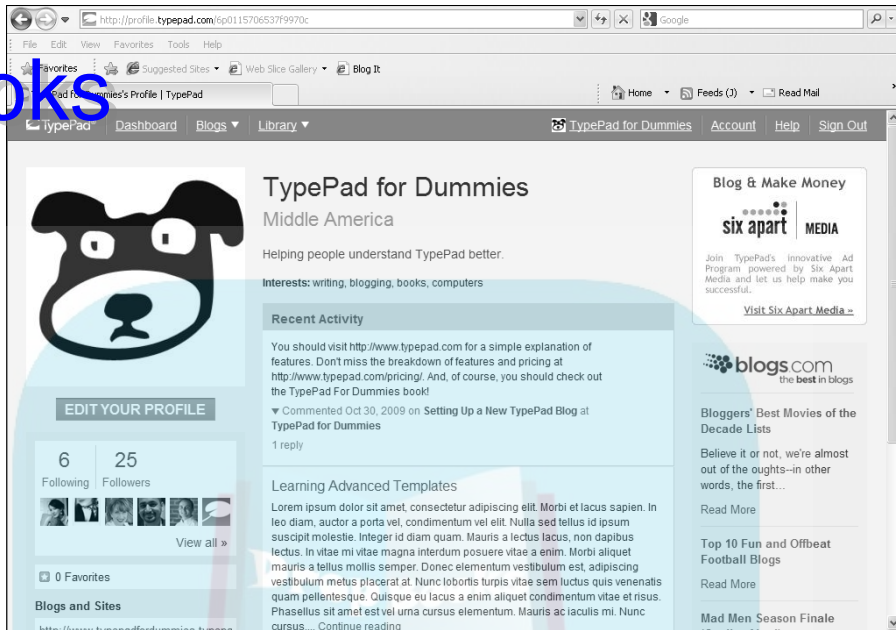 http://profile.typepad.com/6p0115706537f9970c
Google
File Edit View Favorites Tools Help
Favorites Suggested Sites Web Slice Gallery Blog It
oks
TypePad for Dummies's Profile | TypePad
Home Feeds (J) Read Mail
TypePad Dashboard Blogs Library TypePad for Dummies Account Help Sign Out
TypePad for Dummies
Middle America
Helping people understand TypePad better.
Interests: writing, blogging, books, computers
Recent Activity
You should visit http://www.typepad.com for a simple explanation of
features. Don't miss the breakdown of features and pricing at
http://www.typepad.com/pricing/. And, of course, you should check out
the TypePad For Dummies book!
Commented Oct 30, 2009 on Setting Up a New TypePad Blog at
TypePad for Dummies
1 reply
Learning Advanced Templates
Lorem ipsum dolor sit amet, consectetur adipiscing elit. Morbi et lacus sapien. In
leo diam, auctor a porta vel, condimentum vel elit. Nulla sed tellus id ipsum
suscipit molestie. Integer id diam quam. Mauris a lectus lacus, non dapibus
lectus. In vitae mi vitae magna interdum posuere vitae a enim. Morbi aliquet
mauris a tellus mollis semper. Donec elementum vestibulum est, adipiscing
vestibulum metus placerat at. Nunc lobortis turpis vitae sem luctus quis venenatis
quam pellentesque. Quisque eu lacus a enim aliquet condimentum vitae et risus.
Phasellus sit amet est vel urna cursus elementum. Mauris ac iaculis mi. Nunc
cursus.... Continue reading
EDIT YOUR PROFILE
6 25
Following Followers
View all »
0 Favorites
Blogs and Sites
Blog & Make Money
six apart MEDIA
Join TypePad's innovative Ad
Program powered by Six Apart
Media and let us help make you
successful.
Visit Six Apart Media »
blogs.com
the best in blogs
Bloggers' Best Movies of the
Decade Lists
Believe it or not, we're almost
out of the oughts--in other
words, the first...
Read More
Top 10 Fun and Offbeat
Football Blogs
Read More
Mad Men Season Finale